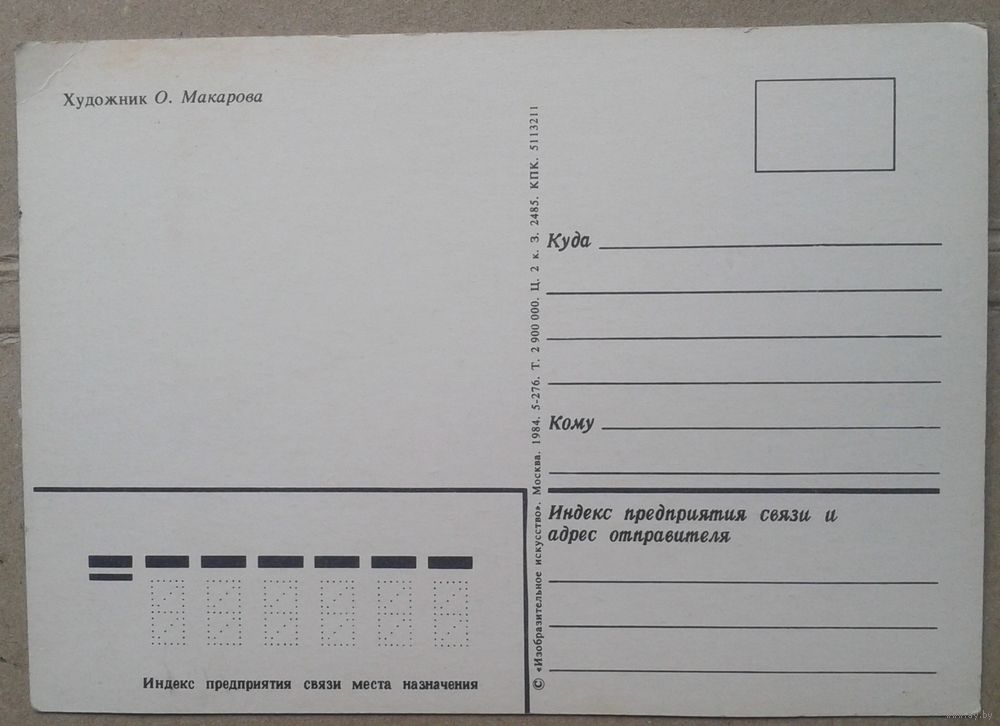 Художник О. Макарова
© «Изобразительное искусство». Москва. 1984. 5-276. Т. 2 900 000. Ц. 2 к. З. 2485. КПК. 5113211
Куда
Кому
Индекс предприятия связи и
адрес отправителя
Индекс предприятия связи места назначения